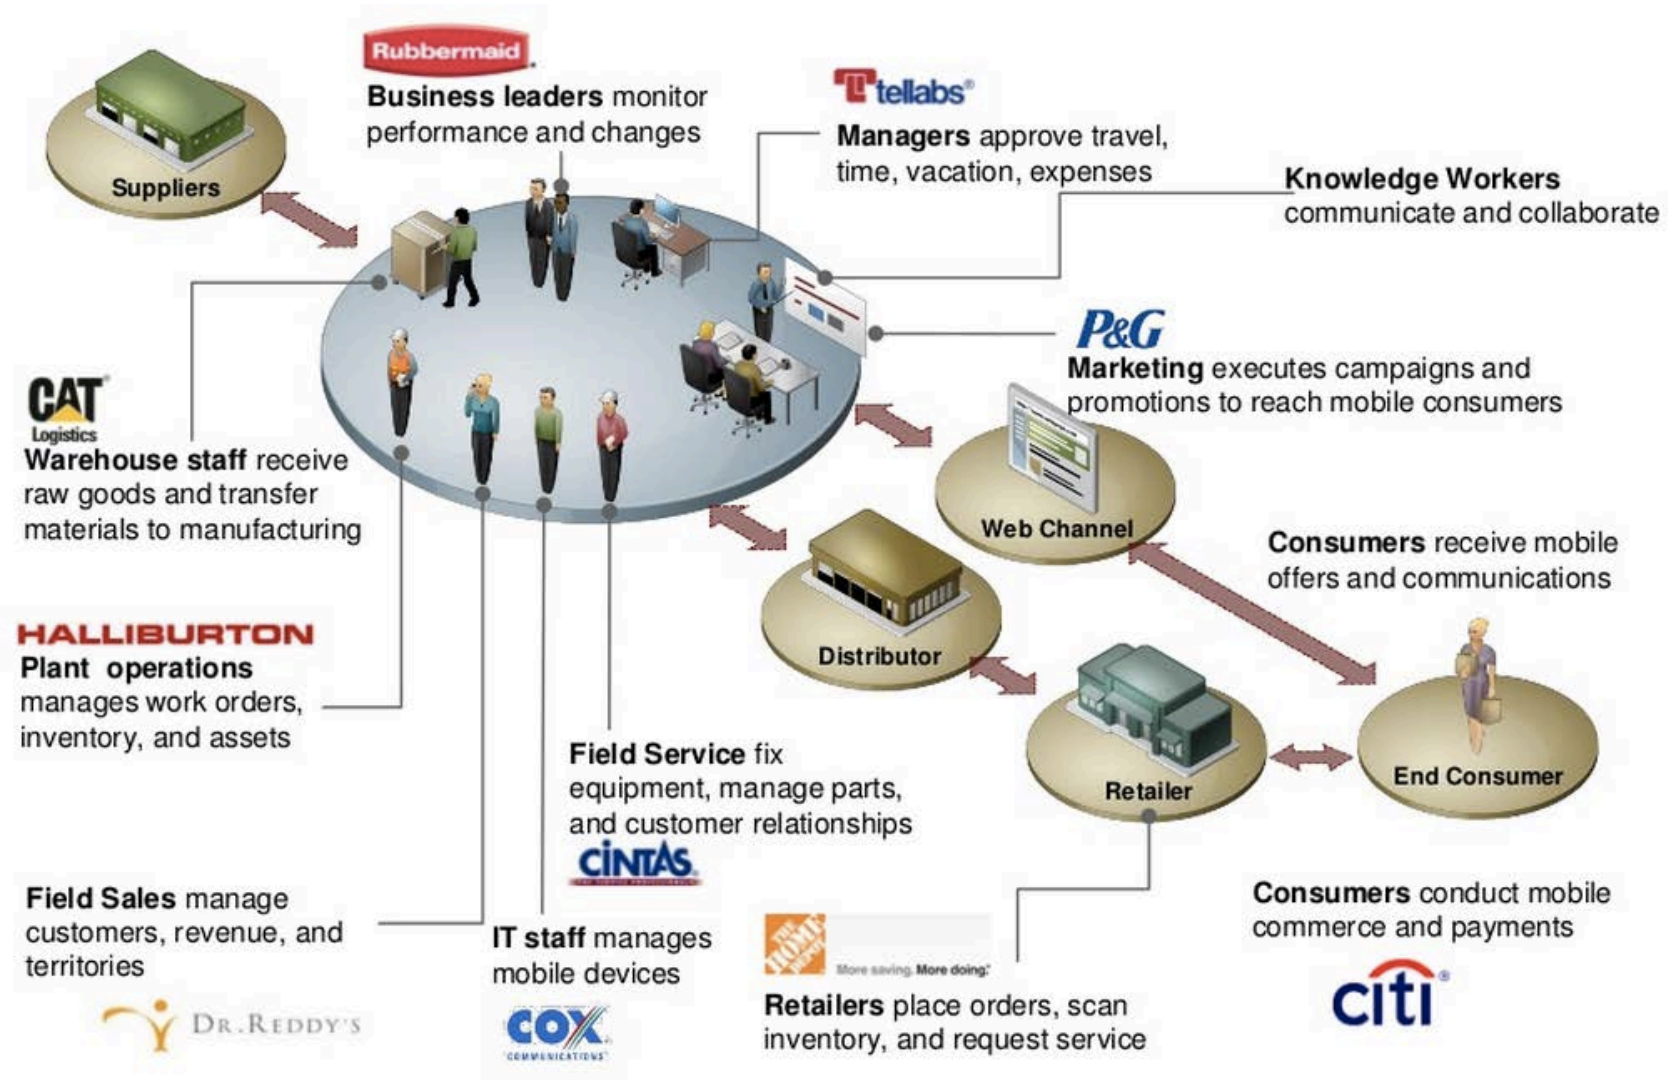 Rubbermaid
Business leaders monitor
performance and changes
tellabs®
Managers approve travel,
time, vacation, expenses
Knowledge Workers
communicate and collaborate
Suppliers
P&G
Marketing executes campaigns and
promotions to reach mobile consumers
CAT
Logistics
Warehouse staff receive
raw goods and transfer
materials to manufacturing
Web Channel
Consumers receive mobile
offers and communications
HALLIBURTON
Plant operations
manages work orders,
inventory, and assets
Distributor
Field Service fix
equipment, manage parts,
and customer relationships
CINTAS
Retailer
End Consumer
Field Sales manage
customers, revenue, and
territories
DR.REDDY'S
IT staff manages
mobile devices
COX
COMMUNICATIONS
THE
HOME
DEPOT
More saving. More doing.
Retailers place orders, scan
inventory, and request service
Consumers conduct mobile
commerce and payments
citi®